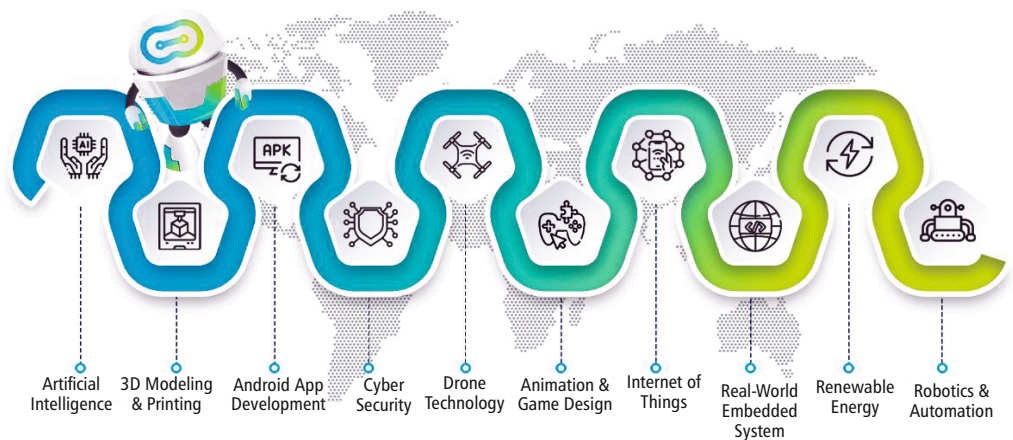 AI
APK
</>
Artificial
Intelligence
3D Modeling
& Printing
Android App
Development
Cyber
Security
Drone
Technology
Animation &
Game Design
Internet of
Things
Real-World
Embedded
System
Renewable
Energy
Robotics &
Automation